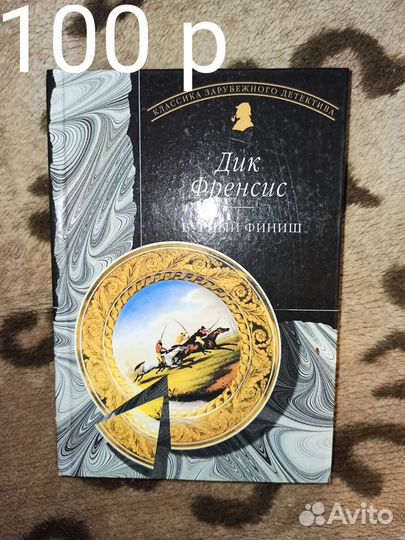 100 р
КЛАССИКА ЗАРУБЕЖНОГО ДЕТЕКТИВА
Дик
Френсис
БУРНЫЙ ФИНИШ
Avito